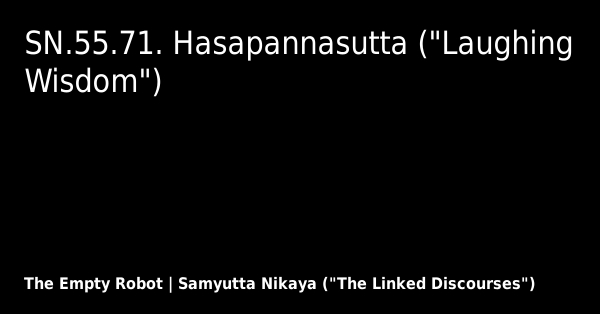 SN.55.71. Hasapannasutta ("Laughing
Wisdom")
The Empty Robot | Samyutta Nikaya ("The Linked Discourses")